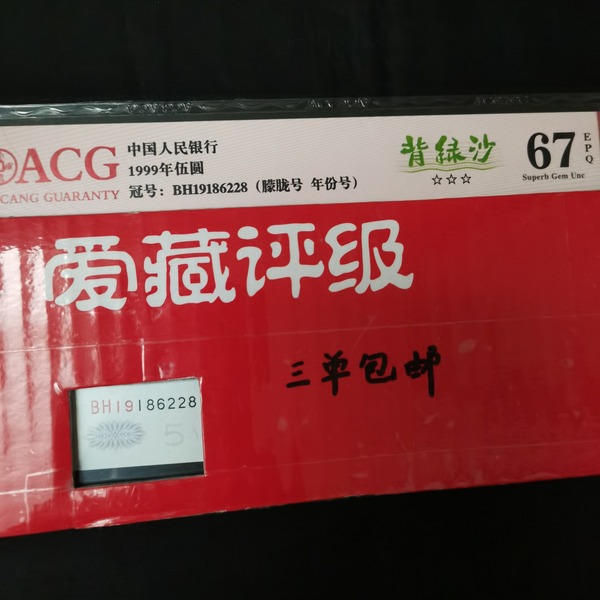 ACG
CANG GUARANTY
中国人民银行
1999年伍圆
冠号：BH19186228（朦胧号 年份号）
背绿沙
☆☆☆
67
EPQ
Superb Gem Unc
爱藏评级
三单包邮
BH19186228
5